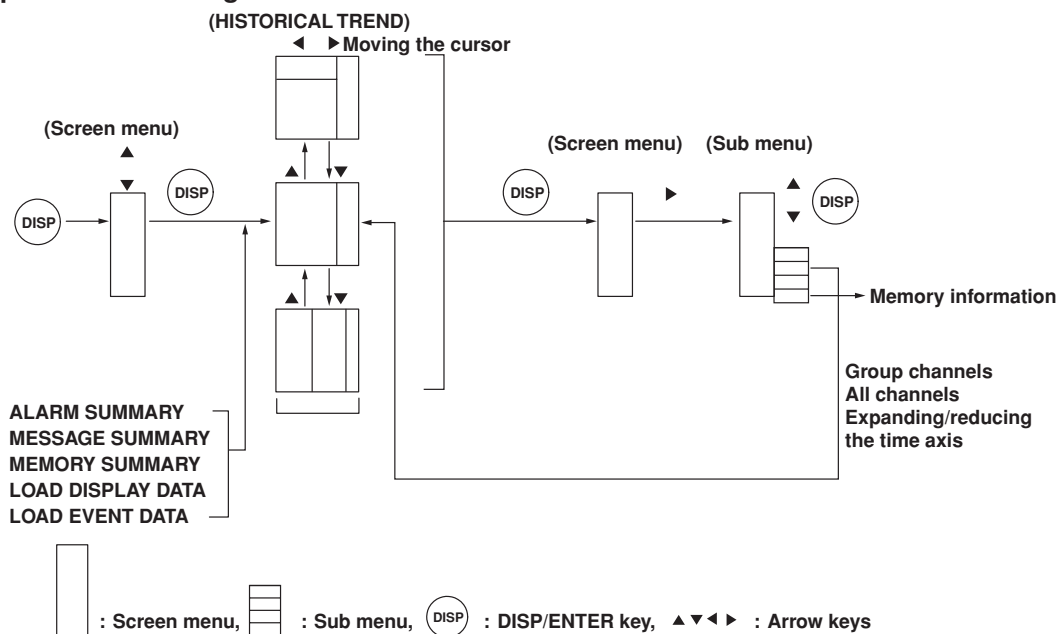 (HISTORICAL TREND)
◀ ▶ Moving the cursor
(Screen menu)
▲
▼
DISP
DISP
▲ ▼
▲ ▼
(Screen menu) (Sub menu)
DISP
▶
▲
▼
DISP
Memory information
Group channels
All channels
Expanding/reducing
the time axis
ALARM SUMMARY
MESSAGE SUMMARY
MEMORY SUMMARY
LOAD DISPLAY DATA
LOAD EVENT DATA
: Screen menu, : Sub menu, DISP : DISP/ENTER key, ▲▼◀ ▶ : Arrow keys